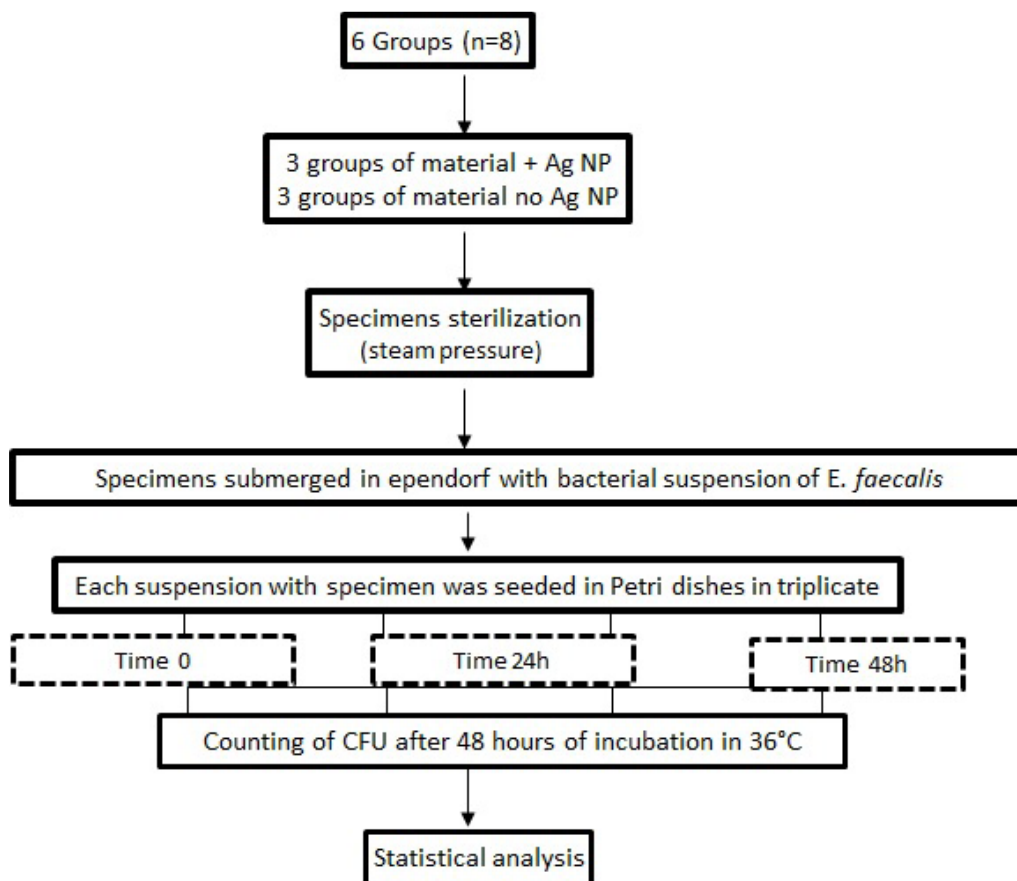 6 Groups (n=8)
3 groups of material + Ag NP
3 groups of material no Ag NP
Specimens sterilization
(steam pressure)
Specimens submerged in ependorf with bacterial suspension of E. faecalis
Each suspension with specimen was seeded in Petri dishes in triplicate
Time 0
Time 24h
Time 48h
Counting of CFU after 48 hours of incubation in 36°C
Statistical analysis